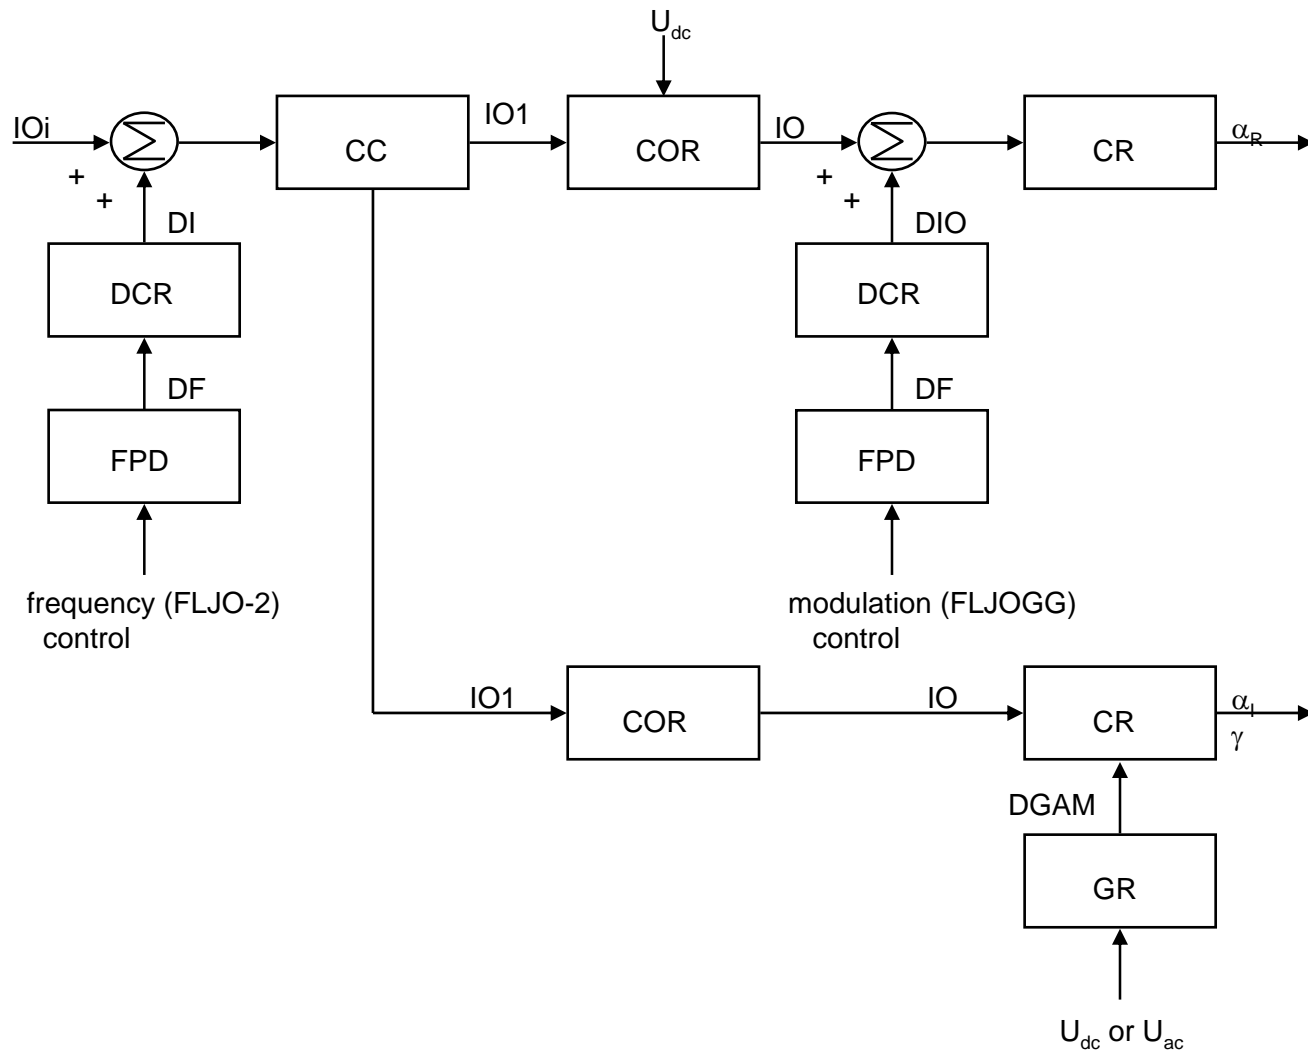 U_dc
IOi
Σ
CC
IO1
COR
IO
Σ
CR
α_R
+
+
+
+
DI
DIO
DCR
DCR
DF
DF
FPD
FPD
frequency (FLJO-2)
control
modulation (FLJOGG)
control
IO1
COR
IO
CR
α_I
γ
DGAM
GR
U_dc or U_ac